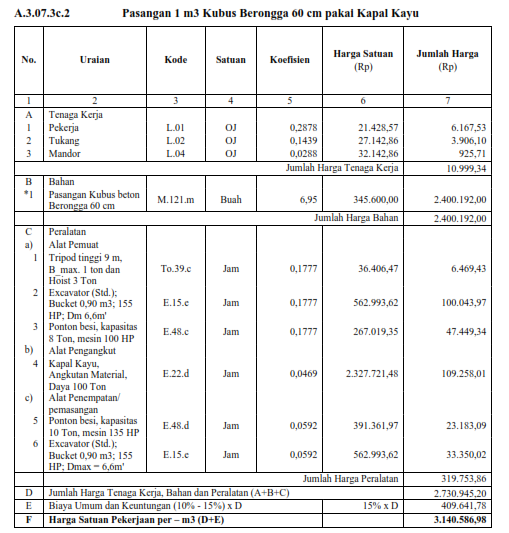 A.3.07.3c.2 Pasangan 1 m3 Kubus Berongga 60 cm pakai Kapal Kayu
No. Uraian Kode Satuan Koefisien Harga Satuan (Rp) Jumlah Harga (Rp)
1 2 3 4 5 6 7
A Tenaga Kerja
1 Pekerja L.01 OJ 0,2878 21.428,57 6.167,53
2 Tukang L.02 OJ 0,1439 27.142,86 3.906,10
3 Mandor L.04 OJ 0,0288 32.142,86 925,71
Jumlah Harga Tenaga Kerja 10.999,34
B Bahan
*1 Pasangan Kubus beton
Berongga 60 cm M.121.m Buah 6,95 345.600,00 2.400.192,00
Jumlah Harga Bahan 2.400.192,00
C Peralatan
a) Alat Pemuat
1 Tripod tinggi 9 m,
B_max. 1 ton dan To.39.c Jam 0,1777 36.406,47 6.469,43
Hoist 3 Ton
2 Excavator (Std.);
Bucket 0,90 m3; 155 E.15.e Jam 0,1777 562.993,62 100.043,97
HP; Dm 6,6m'
3 Ponton besi, kapasitas E.48.c Jam 0,1777 267.019,35 47.449,34
8 Ton, mesin 100 HP
b) Alat Pengangkut
4 Kapal Kayu,
Angkutan Material, E.22.d Jam 0,0469 2.327.721,48 109.258,01
Daya 100 Ton
c) Alat Penempatan/
pemasangan
5 Ponton besi, kapasitas E.48.d Jam 0,0592 391.361,97 23.183,09
10 Ton, mesin 135 HP
6 Excavator (Std.);
Bucket 0,90 m3; 155 E.15.e Jam 0,0592 562.993,62 33.350,02
HP; Dmax = 6,6m'
Jumlah Harga Peralatan 319.753,86
D Jumlah Harga Tenaga Kerja, Bahan dan Peralatan (A+B+C) 2.730.945,20
E Biaya Umum dan Keuntungan (10% - 15%) x D 15% x D 409.641,78
F Harga Satuan Pekerjaan per – m3 (D+E) 3.140.586,98